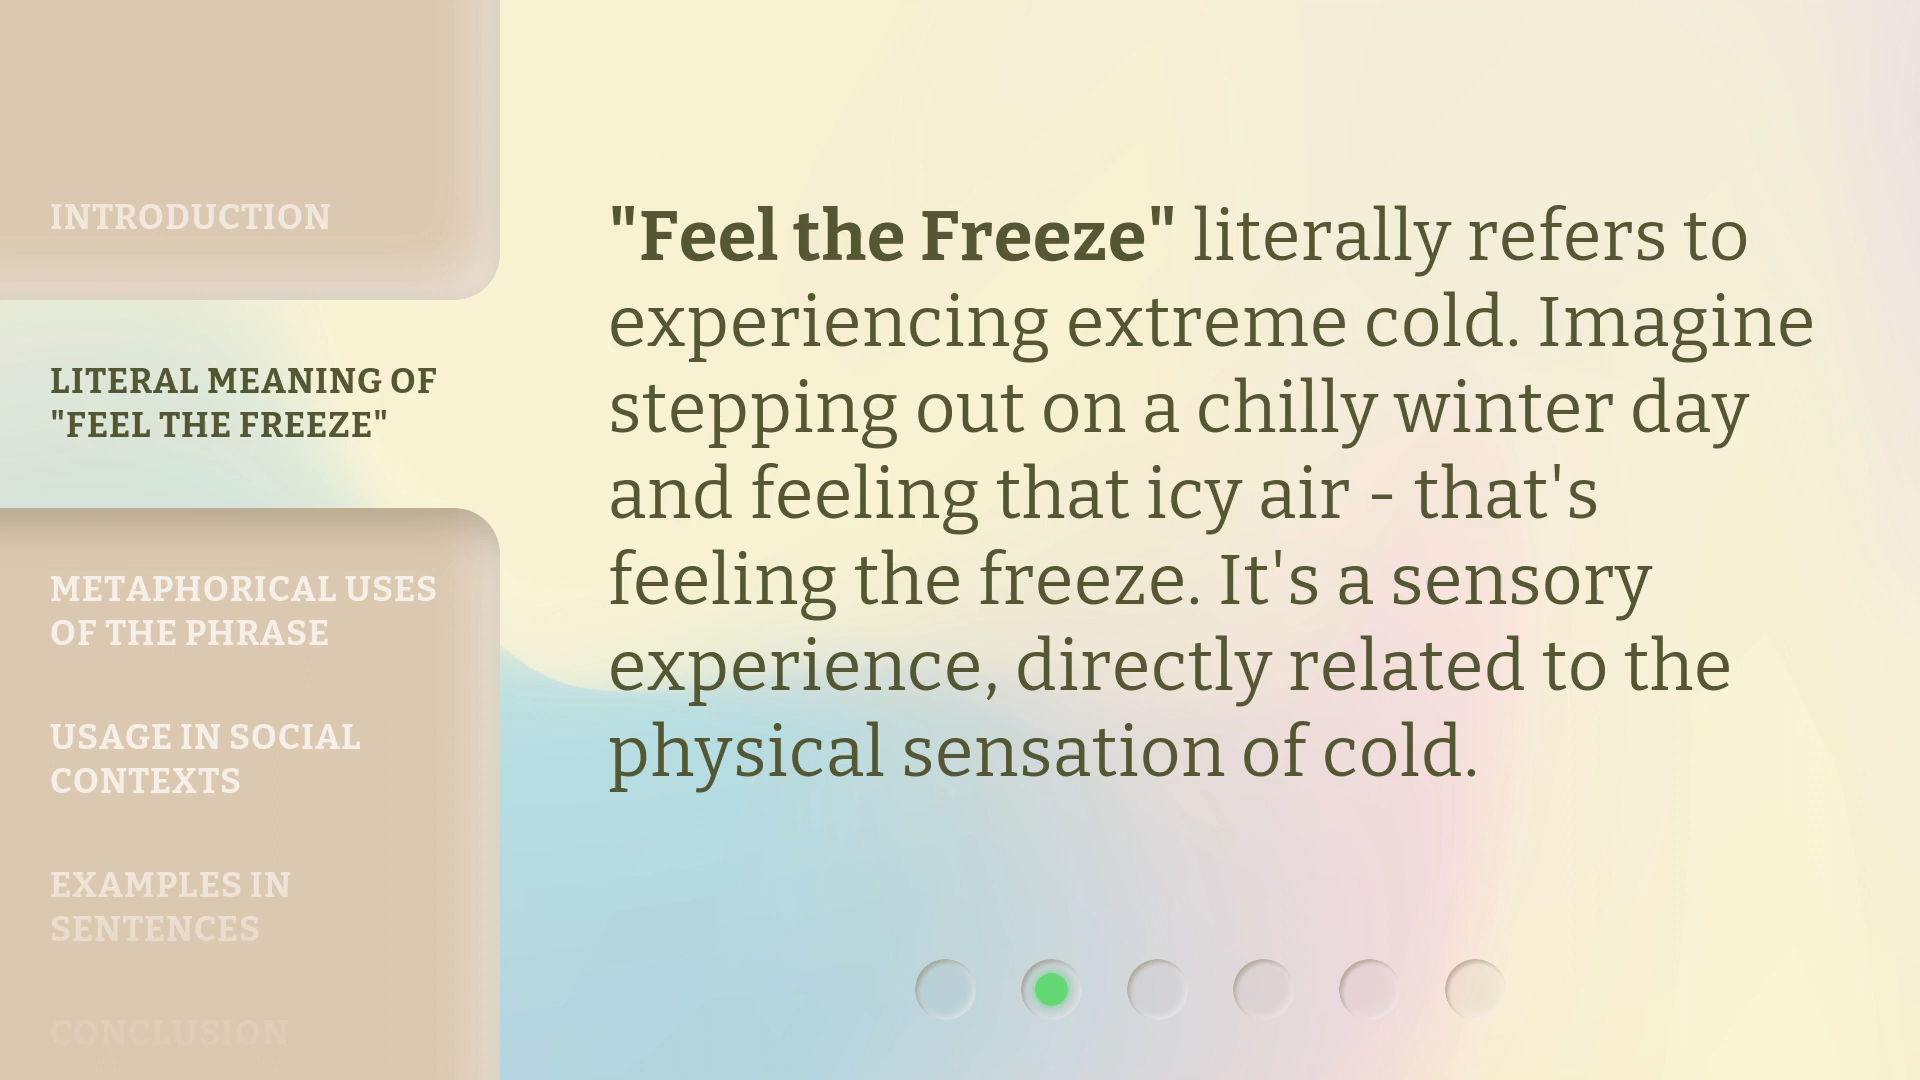 INTRODUCTION
LITERAL MEANING OF
"FEEL THE FREEZE"
METAPHORICAL USES
OF THE PHRASE
USAGE IN SOCIAL
CONTEXTS
EXAMPLES IN
SENTENCES
CONCLUSION
"Feel the Freeze" literally refers to
experiencing extreme cold. Imagine
stepping out on a chilly winter day
and feeling that icy air - that's
feeling the freeze. It's a sensory
experience, directly related to the
physical sensation of cold.